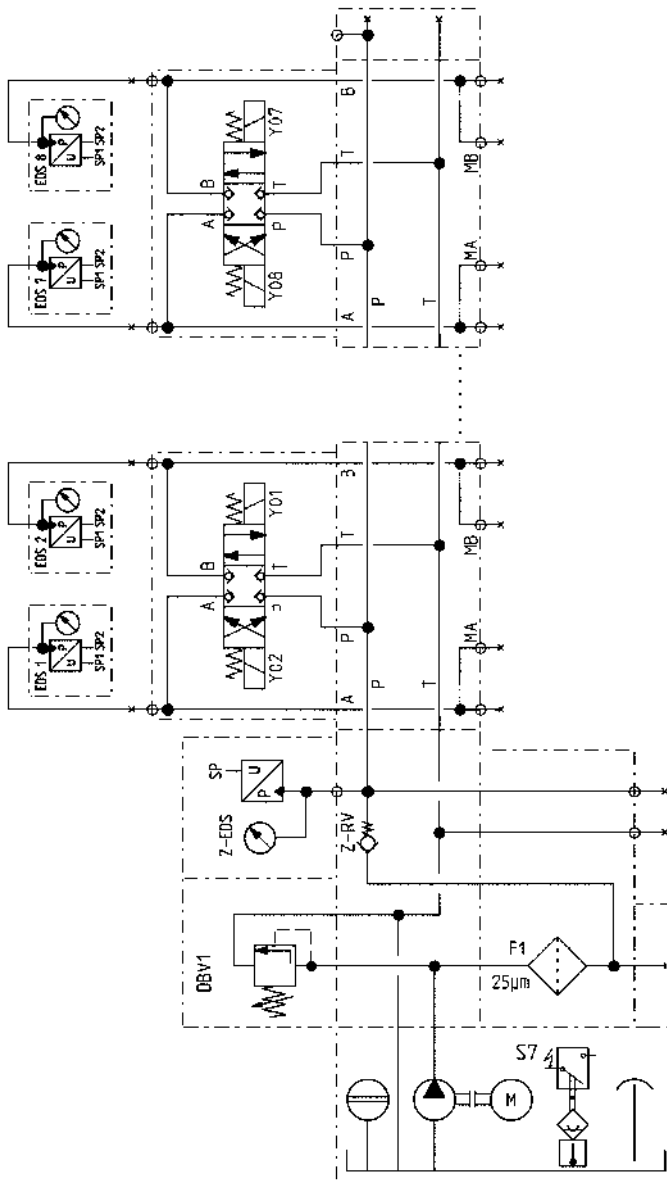 EDS 8
P
U
SP1 SP2
EDS 7
P
U
SP1 SP2
B
T
A
P
Y07
Y08
B
T
P
A
P
T
MB
MA
EDS 2
P
U
SP1 SP2
EDS 1
P
U
SP1 SP2
B
T
A
Y01
Y02
T
P
A
P
T
MB
MA
SP
U
P
Z-EDS
Z-RV
DBV1
F1
25µm
S7
M